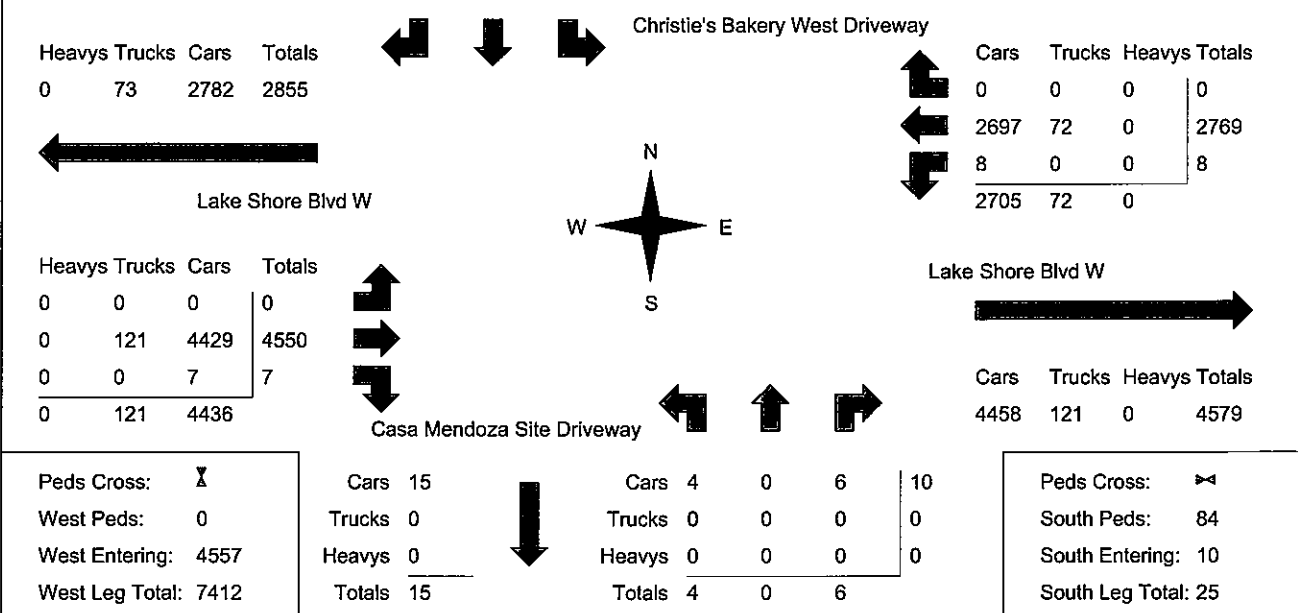 Christie's Bakery West Driveway
Heavys Trucks Cars Totals
0 73 2782 2855
Cars Trucks Heavys Totals
0 0 0 0
2697 72 0 2769
8 0 0 8
2705 72 0
N
W E
S
Lake Shore Blvd W
Heavys Trucks Cars Totals
0 0 0 0
0 121 4429 4550
0 0 7 7
0 121 4436
Lake Shore Blvd W
Cars Trucks Heavys Totals
4458 121 0 4579
Casa Mendoza Site Driveway
Peds Cross:
West Peds: 0
West Entering: 4557
West Leg Total: 7412
Cars 15
Trucks 0
Heavys 0
Totals 15
Cars 4 0 6 10
Trucks 0 0 0 0
Heavys 0 0 0 0
Totals 4 0 6
Peds Cross:
South Peds: 84
South Entering: 10
South Leg Total: 25